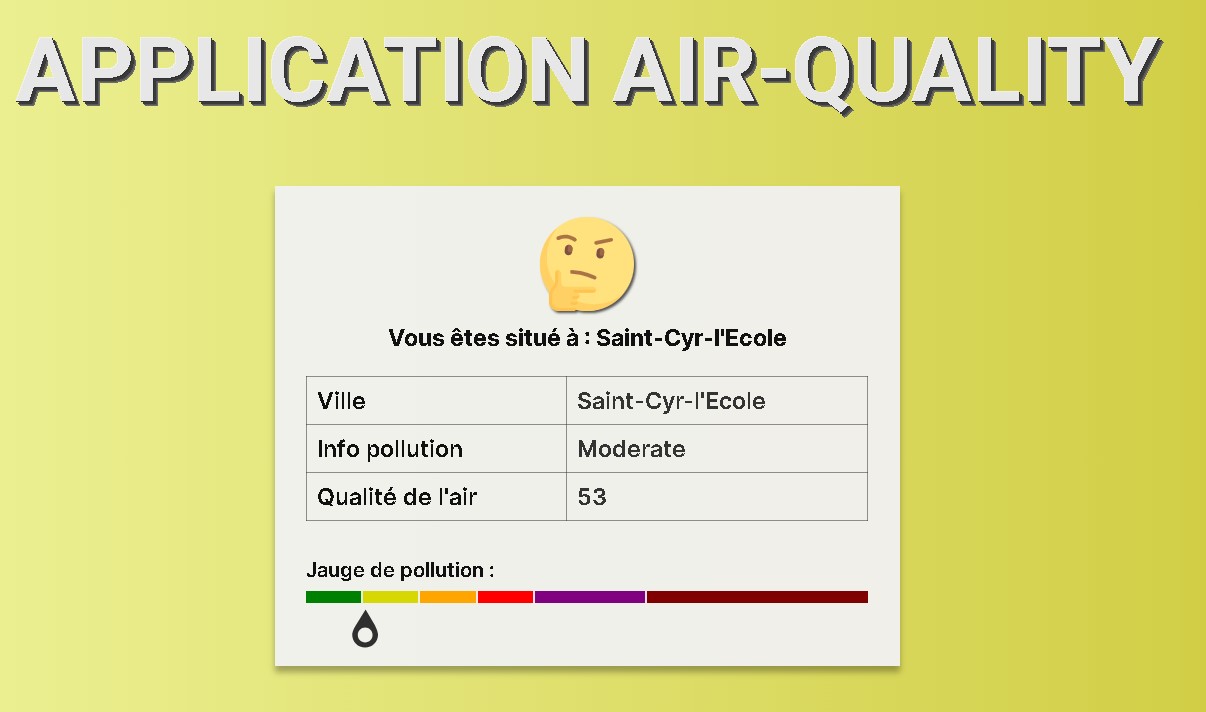 APPLICATION AIR-QUALITY
Vous êtes situé à : Saint-Cyr-l'Ecole
Ville Saint-Cyr-l'Ecole
Info pollution Moderate
Qualité de l'air 53
Jauge de pollution :